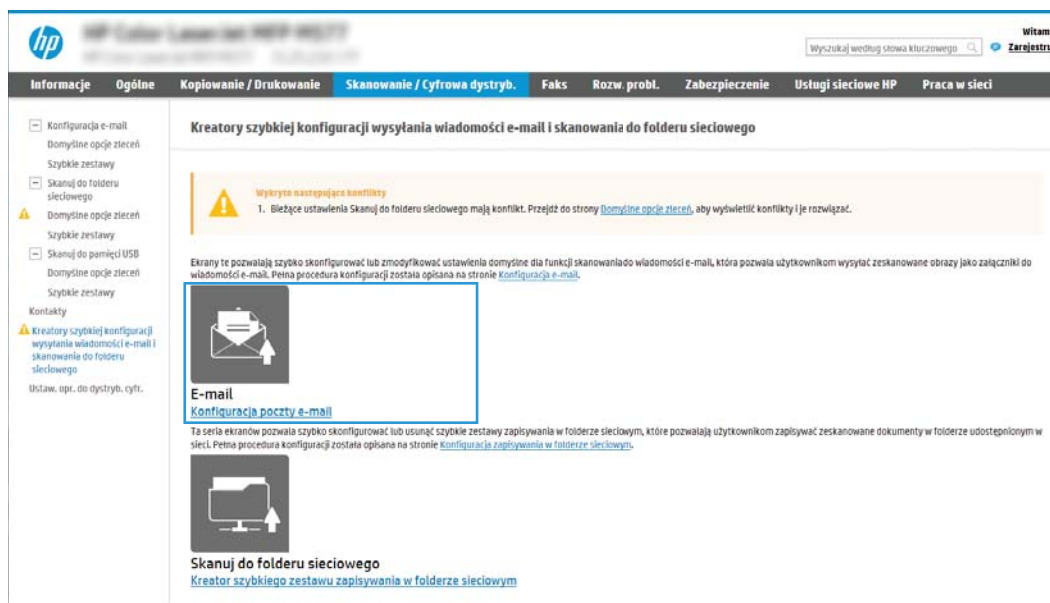 hp
Witam
Wyszukaj według słowa kluczowego
Zarejestru
Informacje Ogólne Kopiowanie / Drukowanie Skanowanie / Cyfrowa dystryb. Faks Rozw. probl. Zabezpieczenie Usługi sieciowe HP Praca w sieci
Konfiguracja e-mail
Domyślne opcje zleceń
Szybkie zestawy
Skanuj do folderu
sieciowego
Domyślne opcje zleceń
Szybkie zestawy
Skanuj do pamięci USB
Domyślne opcje zleceń
Szybkie zestawy
Kontakty
Kreatory szybkiej konfiguracji
wysyłania wiadomości e-mail i
skanowania do folderu
sieciowego
Ustaw. opr. do dystryb. cyfr.
Kreatory szybkiej konfiguracji wysyłania wiadomości e-mail i skanowania do folderu sieciowego
Wykryto następujące konflikty
1. Bieżące ustawienia Skanuj do folderu sieciowego mają konflikt. Przejdź do strony Domyślne opcje zleceń, aby wyświetlić konflikty i je rozwiązać.
Ekrany te pozwalają szybko skonfigurować lub zmodyfikować ustawienia domyślne dla funkcji skanowaniado wiadomości e-mail, która pozwala użytkownikom wysyłać zeskanowane obrazy jako załączniki do
wiadomości e-mail. Pełna procedura konfiguracji została opisana na stronie Konfiguracja e-mail.
E-mail
Konfiguracja poczty e-mail
Ta seria ekranów pozwala szybko skonfigurować lub usunąć szybkie zestawy zapisywania w folderze sieciowym, które pozwalają użytkownikom zapisywać zeskanowane dokumenty w folderze udostępnionym w
sieci. Pełna procedura konfiguracji została opisana na stronie Konfiguracja zapisywania w folderze sieciowym.
Skanuj do folderu sieciowego
Kreator szybkiego zestawu zapisywania w folderze sieciowym